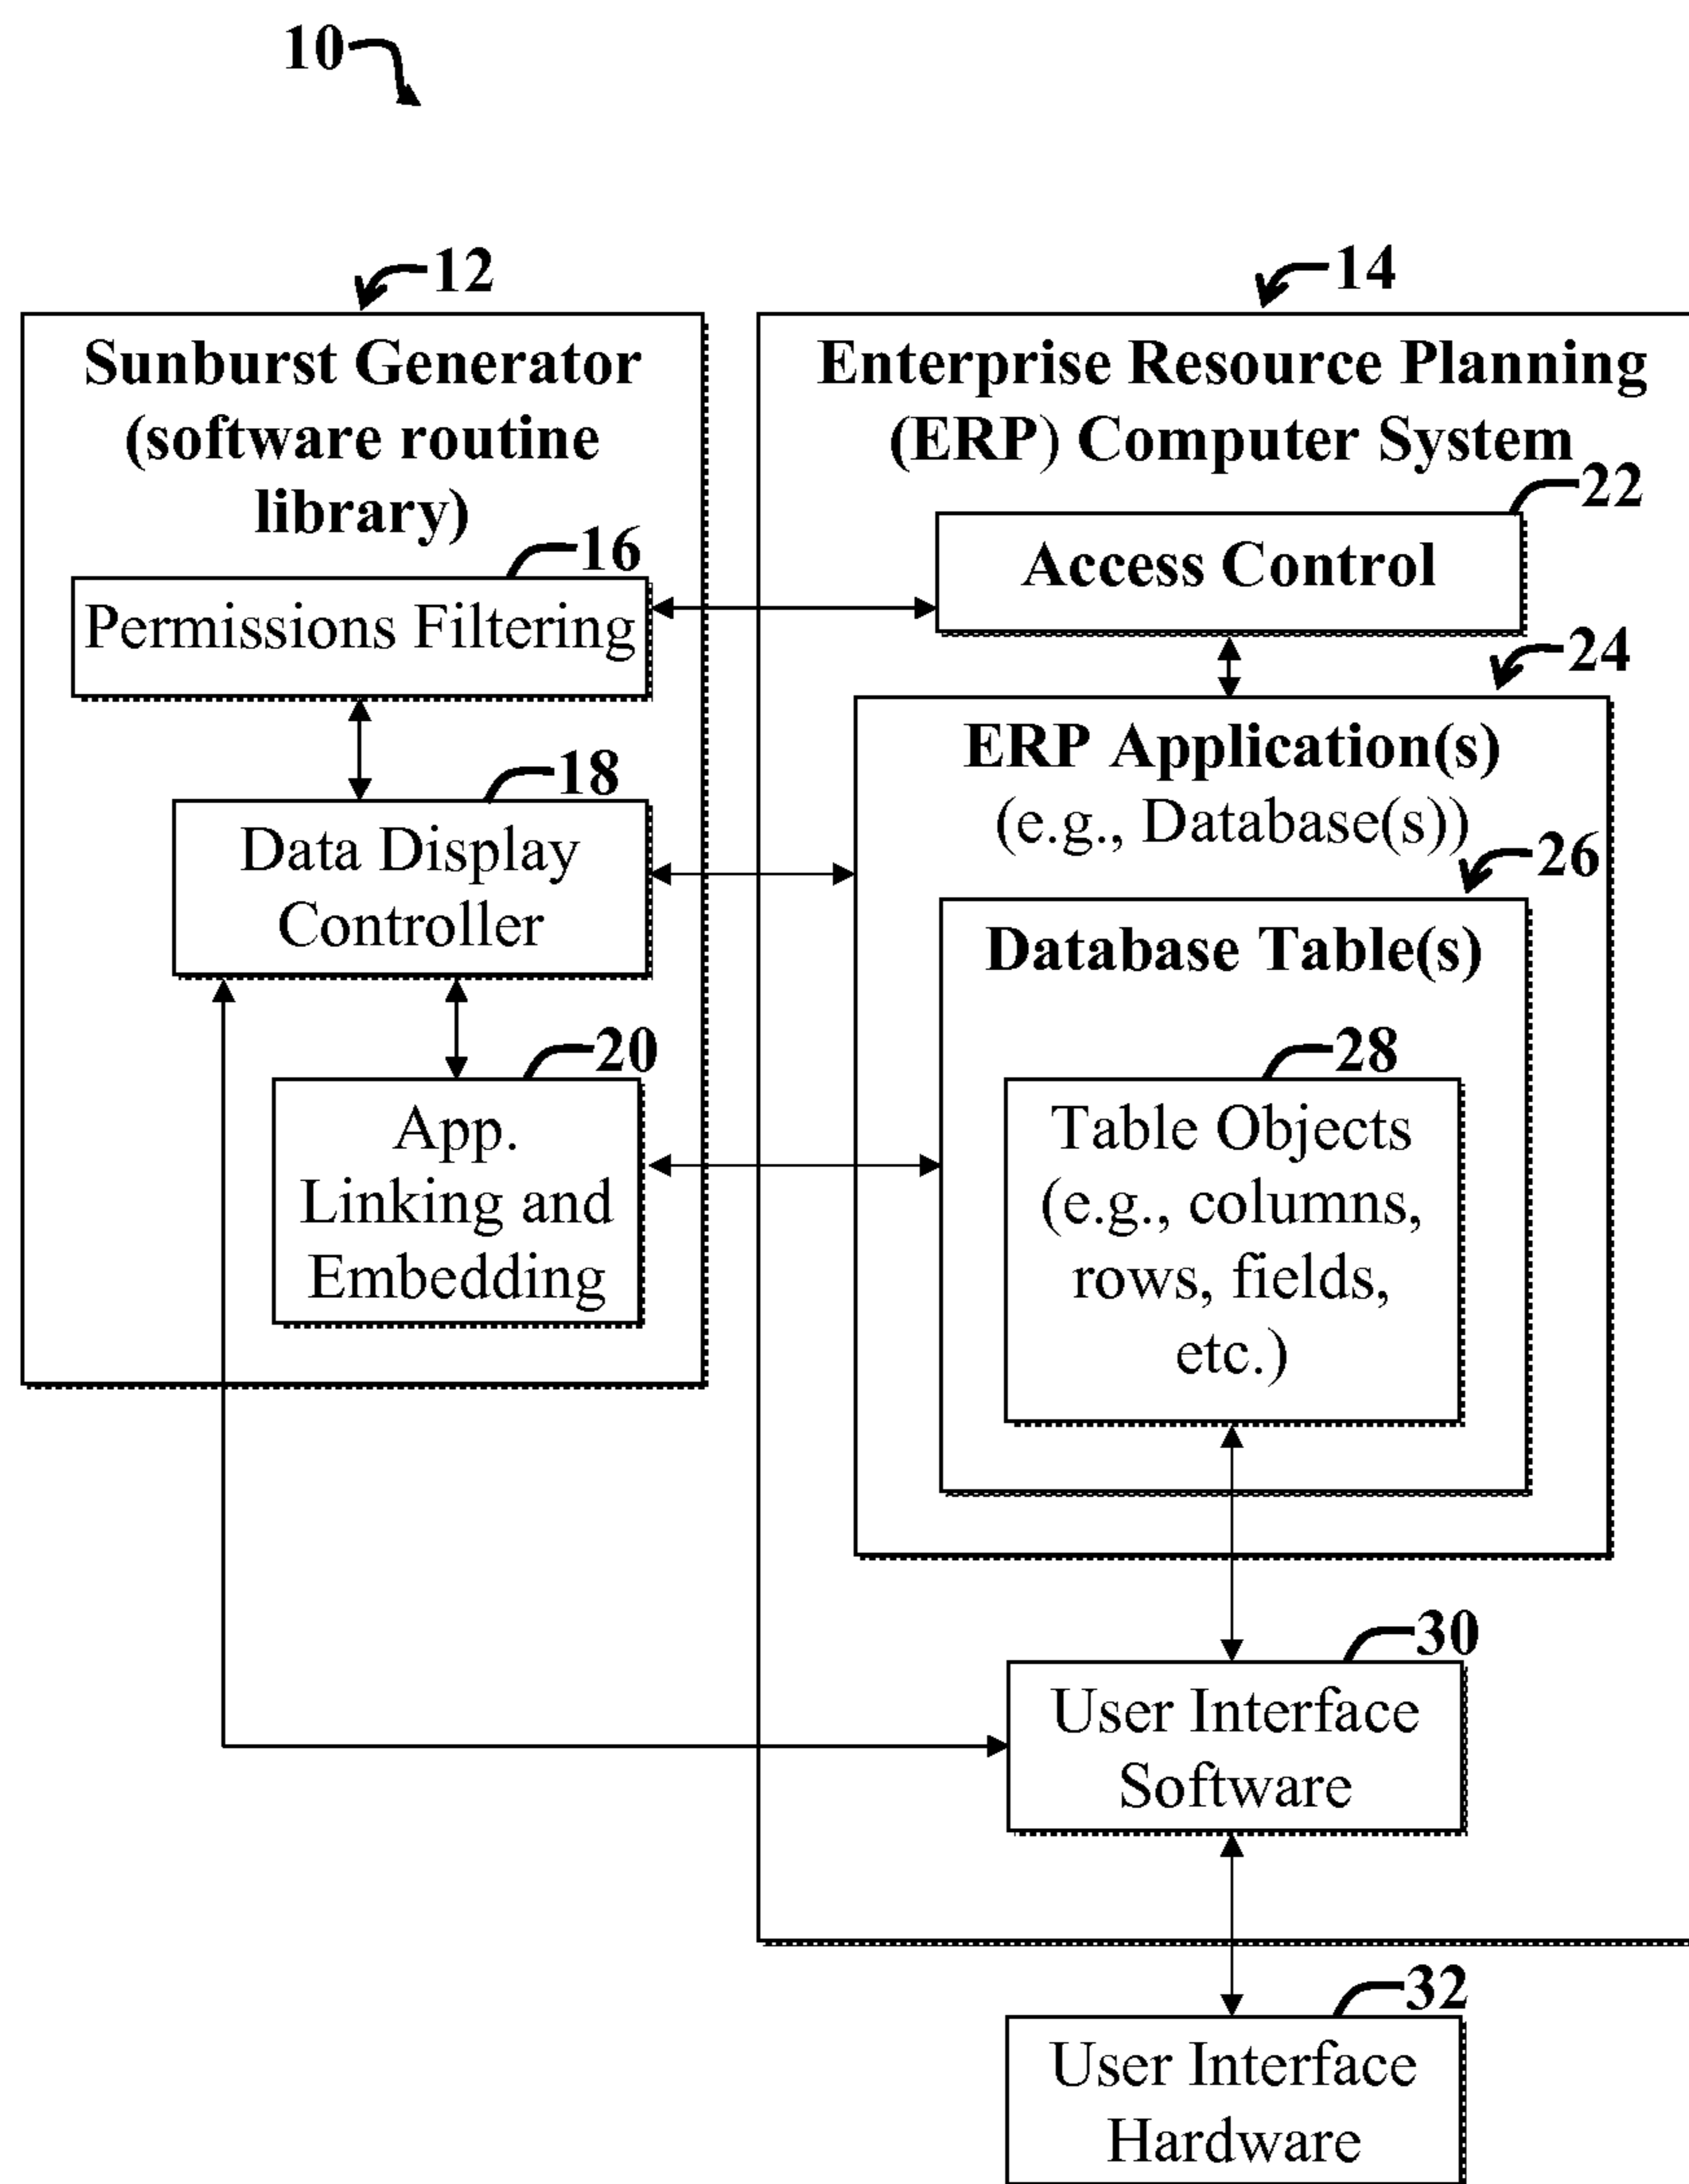 10
12
Sunburst Generator
(software routine
library)
16
Permissions Filtering
18
Data Display
Controller
20
App.
Linking and
Embedding
14
Enterprise Resource Planning
(ERP) Computer System
22
Access Control
24
ERP Application(s)
(e.g., Database(s))
26
Database Table(s)
28
Table Objects
(e.g., columns,
rows, fields,
etc.)
30
User Interface
Software
32
User Interface
Hardware